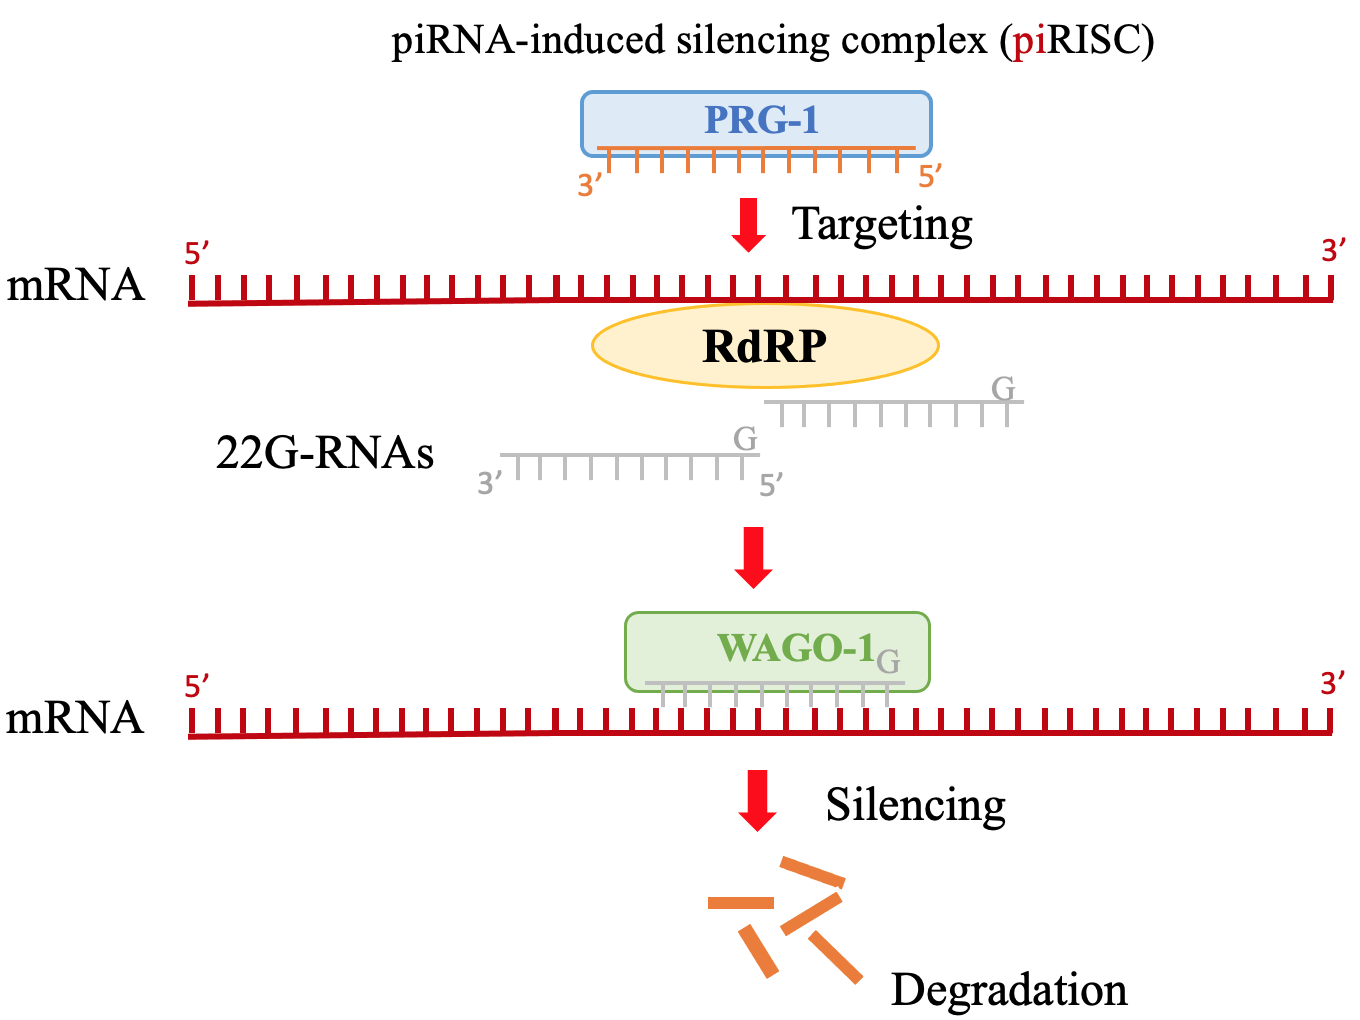 piRNA-induced silencing complex (piRISC)
PRG-1
3’ 5’
Targeting
5’ 3’
mRNA
RdRP
G
G
22G-RNAs
3’ 5’
WAGO-1 G
5’ 3’
mRNA
Silencing
Degradation